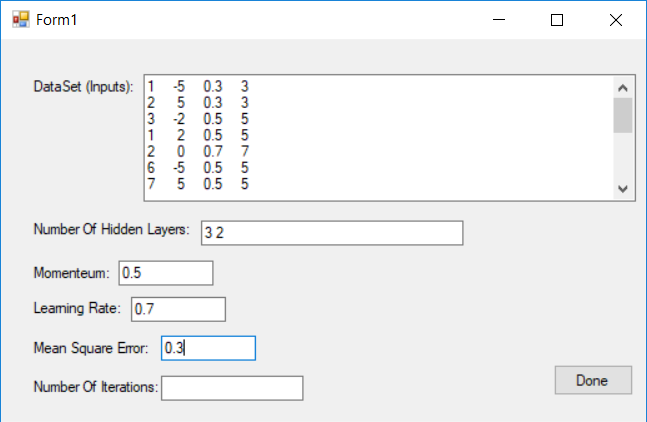 Form1
DataSet (Inputs):
1 -5 0.3 3
2 5 0.3 3
3 -2 0.5 5
1 2 0.5 5
2 0 0.7 7
6 -5 0.5 5
7 5 0.5 5
Number Of Hidden Layers: 3 2
Momenteum: 0.5
Learning Rate: 0.7
Mean Square Error: 0.3
Number Of Iterations:
Done